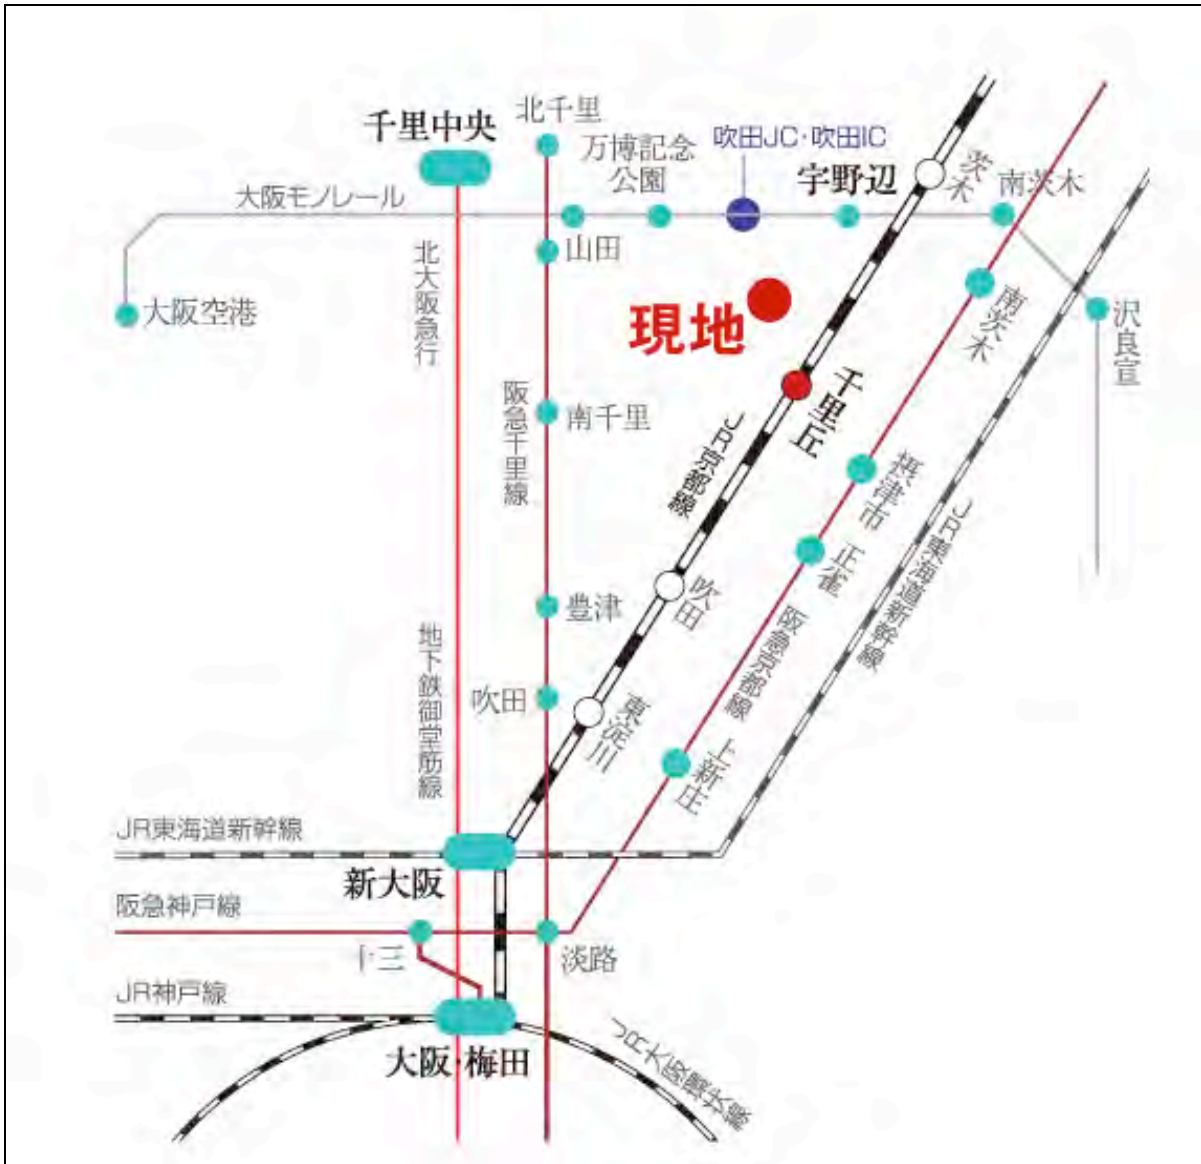 北千里
千里中央
万博記念
公園
吹田JC・吹田IC
宇野辺
茨木
南茨木
大阪モノレール
山田
北大阪急行
大阪空港
現地
南茨木
沢良宣
千里丘
阪急千里線
南千里
JR京都線
摂津市
正雀
JR東海道新幹線
吹田
豊津
阪急京都線
地下鉄御堂筋線
吹田
東淀川
上新庄
JR東海道新幹線
新大阪
阪急神戸線
十三
淡路
JR神戸線
大阪・梅田
JR大阪環状線